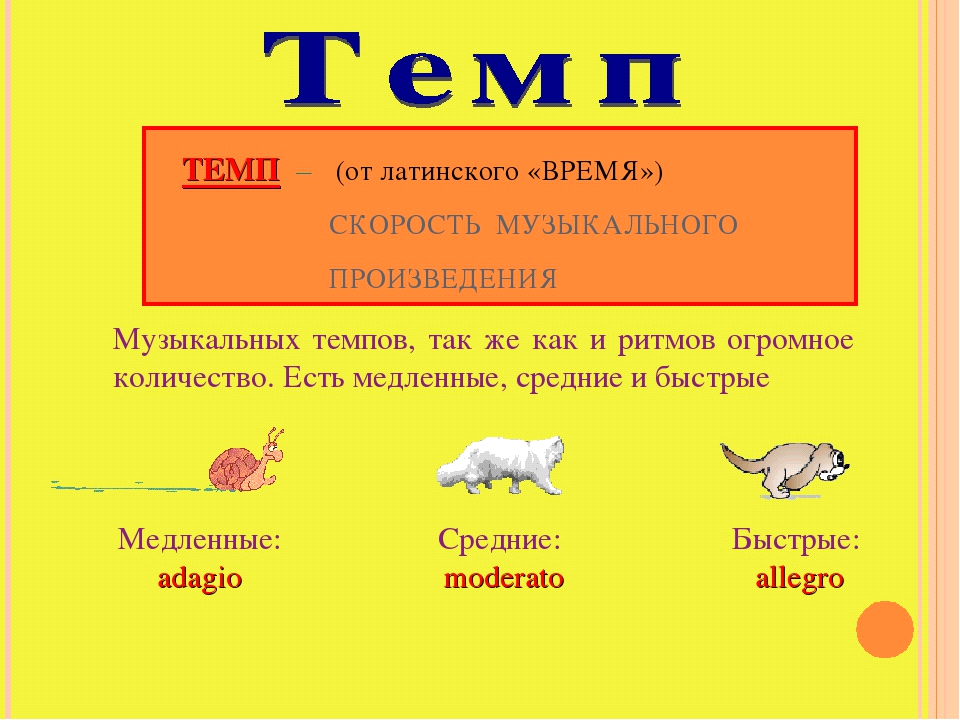 Темп
ТЕМП – (от латинского «ВРЕМЯ»)
СКОРОСТЬ МУЗЫКАЛЬНОГО
ПРОИЗВЕДЕНИЯ
Музыкальных темпов, так же как и ритмов огромное
количество. Есть медленные, средние и быстрые
Медленные: Средние: Быстрые:
adagio moderato allegro